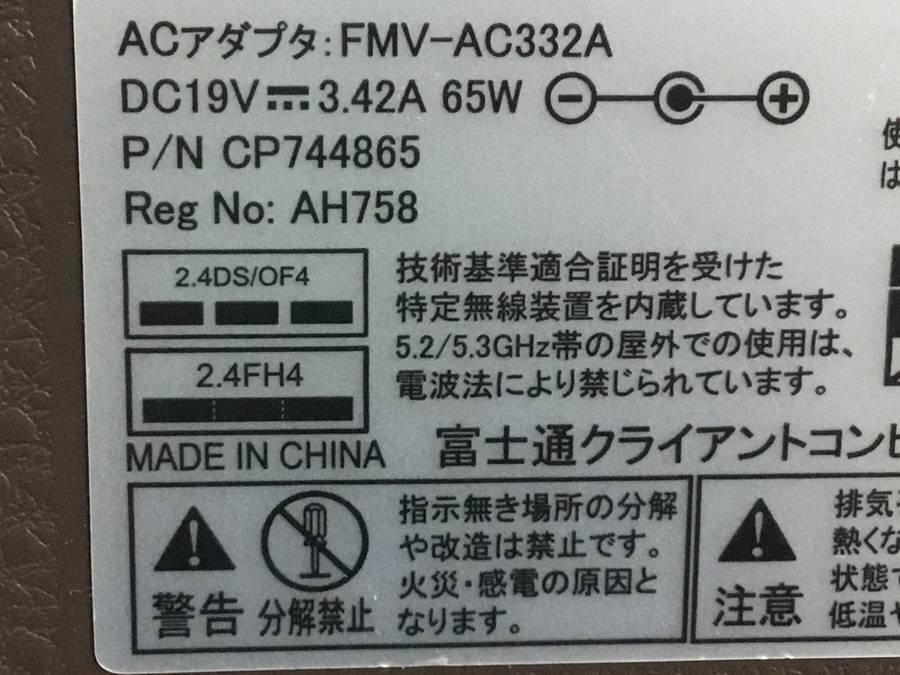 ACアダプタ:FMV-AC332A
DC19V⎓3.42A 65W
P/N CP744865
Reg No: AH758
2.4DS/OF4
2.4FH4
技術基準適合証明を受けた
特定無線装置を内蔵しています。
5.2/5.3GHz帯の屋外での使用は、
電波法により禁じられています。
MADE IN CHINA
富士通クライアントコンピ
警告
分解禁止
指示無き場所の分解
や改造は禁止です。
火災・感電の原因と
なります。
注意
排気
熱くな
状態で
低温や
使
は